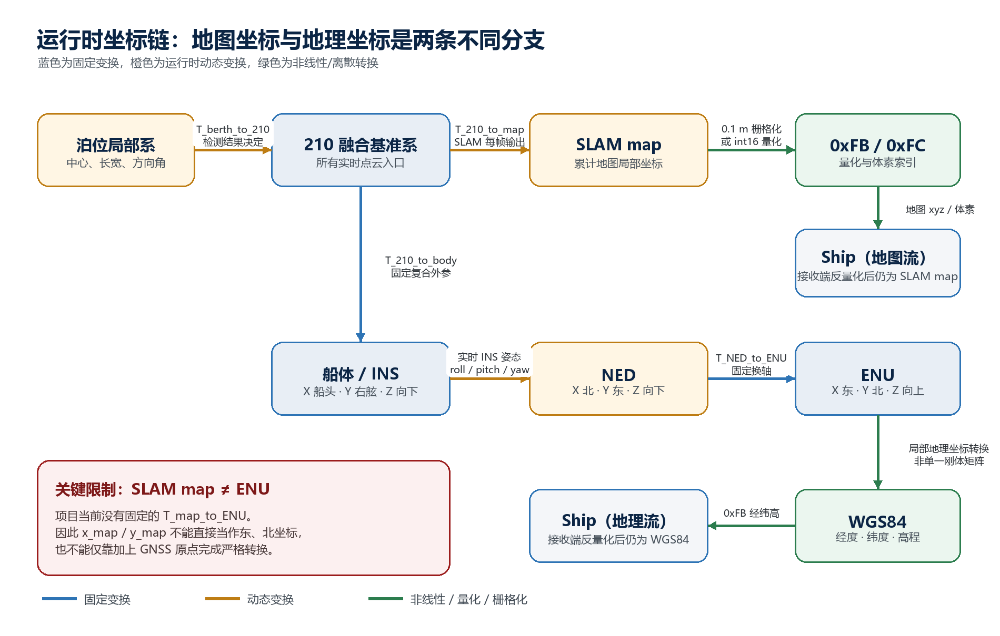 运行时坐标链：地图坐标与地理坐标是两条不同分支
蓝色为固定变换，橙色为运行时动态变换，绿色为非线性/离散转换
泊位局部系
中心、长宽、方向角
T_berth_to_210
检测结果决定
210 融合基准系
所有实时点云入口
T_210_to_map
SLAM 每帧输出
SLAM map
累计地图局部坐标
0.1 m 栅格化
或 int16 量化
0xFB / 0xFC
量化与体素索引
地图 xyz / 体素
Ship（地图流）
接收端反量化后仍为 SLAM map
T_210_to_body
固定复合外参
船体 / INS
X 船头 · Y 右舷 · Z 向下
实时 INS 姿态
roll / pitch / yaw
NED
X 北 · Y 东 · Z 向下
T_NED_to_ENU
固定换轴
ENU
X 东 · Y 北 · Z 向上
局部地理坐标转换
非单一刚体矩阵
WGS84
经度 · 纬度 · 高程
0xFB 经纬高
Ship（地理流）
接收端反量化后仍为 WGS84
关键限制：SLAM map ≠ ENU
项目当前没有固定的 T_map_to_ENU。
因此 x_map / y_map 不能直接当作东、北坐标，
也不能仅靠加上 GNSS 原点完成严格转换。
固定变换
动态变换
非线性 / 量化 / 栅格化